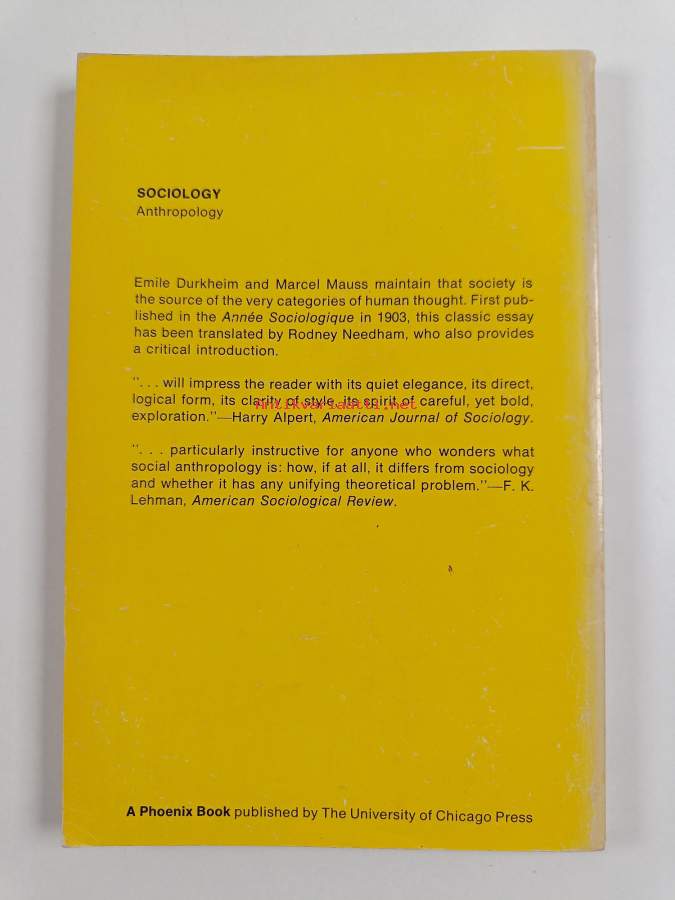 SOCIOLOGY
Anthropology
Emile Durkheim and Marcel Mauss maintain that society is
the source of the very categories of human thought. First pub-
lished in the Année Sociologique in 1903, this classic essay
has been translated by Rodney Needham, who also provides
a critical introduction.
". . . will impress the reader with its quiet elegance, its direct,
logical form, its clarity of style, its spirit of careful, yet bold,
Antikvariaatti.net
exploration."—Harry Alpert, American Journal of Sociology.
". . . particularly instructive for anyone who wonders what
social anthropology is: how, if at all, it differs from sociology
and whether it has any unifying theoretical problem."—F. K.
Lehman, American Sociological Review.
A Phoenix Book published by The University of Chicago Press